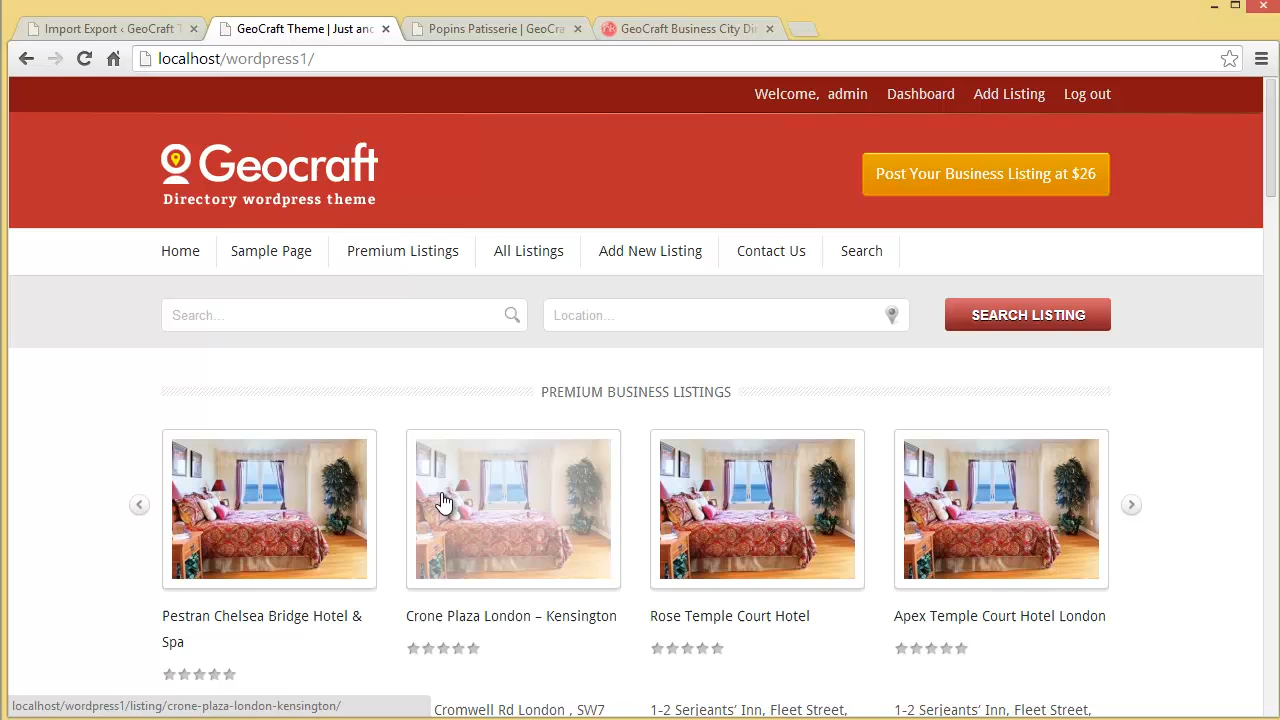 Import Export ‹ GeoCraft T
GeoCraft Theme | Just anc
Popins Patisserie | GeoCra
GeoCraft Business City Di
localhost/wordpress1/
Welcome, admin Dashboard Add Listing Log out
Geocraft
Directory wordpress theme
Post Your Business Listing at $26
Home Sample Page Premium Listings All Listings Add New Listing Contact Us Search
Search... Location... SEARCH LISTING
PREMIUM BUSINESS LISTINGS
Pestran Chelsea Bridge Hotel &
Spa
Crone Plaza London – Kensington
Rose Temple Court Hotel
Apex Temple Court Hotel London
Cromwell Rd London , SW7
1-2 Serjeants’ Inn, Fleet Street,
1-2 Serjeants’ Inn, Fleet Street,
localhost/wordpress1/listing/crone-plaza-london-kensington/